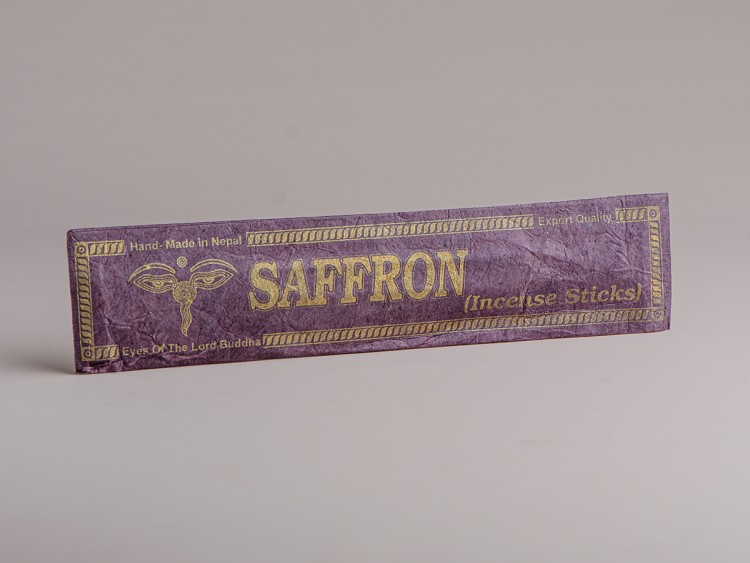 Hand- Made in Nepal
Export Quality
SAFFRON
(Incense Sticks)
Eyes Of The Lord Buddha